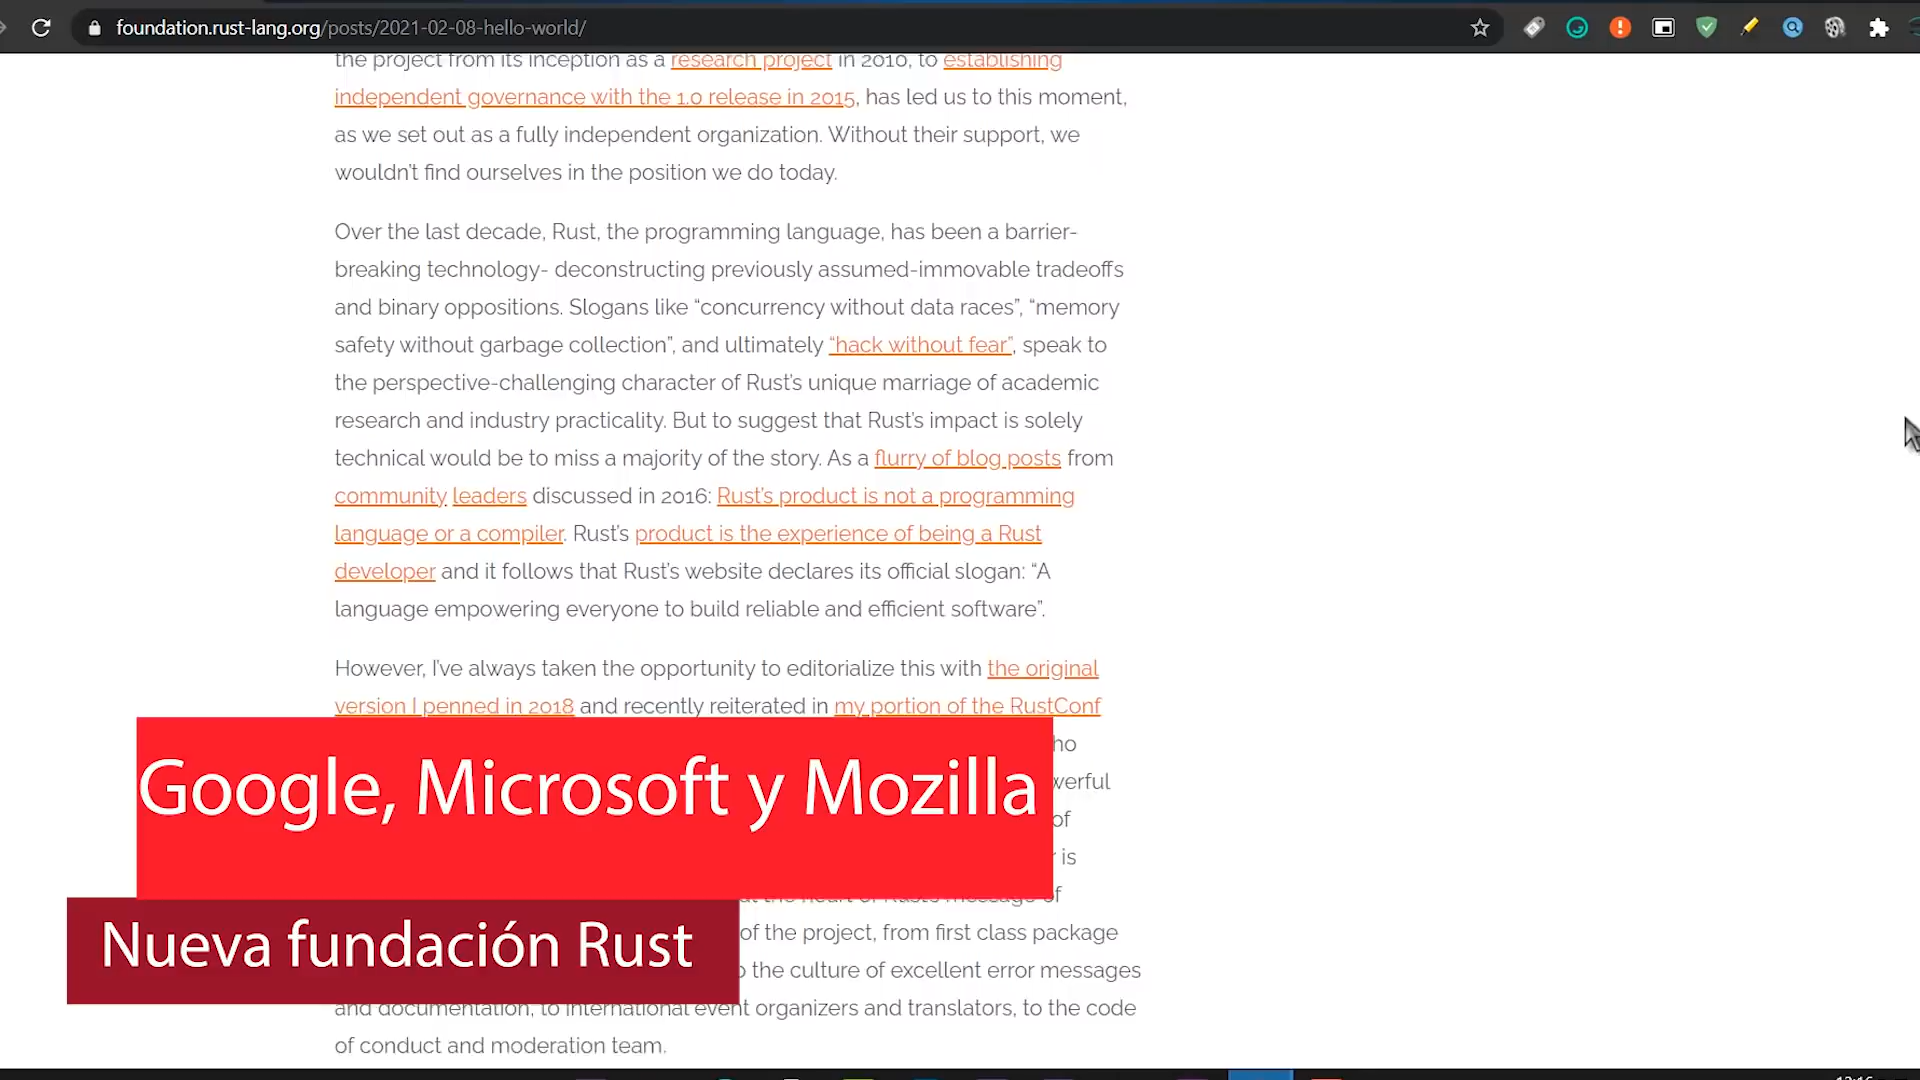 foundation.rust-lang.org/posts/2021-02-08-hello-world/
the project from its inception as a research project in 2010, to establishing
independent governance with the 1.0 release in 2015, has led us to this moment,
as we set out as a fully independent organization. Without their support, we
wouldn't find ourselves in the position we do today.
Over the last decade, Rust, the programming language, has been a barrier-
breaking technology- deconstructing previously assumed-immovable tradeoffs
and binary oppositions. Slogans like “concurrency without data races”, “memory
safety without garbage collection”, and ultimately “hack without fear”, speak to
the perspective-challenging character of Rust's unique marriage of academic
research and industry practicality. But to suggest that Rust's impact is solely
technical would be to miss a majority of the story. As a flurry of blog posts from
community leaders discussed in 2016: Rust's product is not a programming
language or a compiler. Rust's product is the experience of being a Rust
developer and it follows that Rust's website declares its official slogan: “A
language empowering everyone to build reliable and efficient software”.
However, I've always taken the opportunity to editorialize this with the original
version I penned in 2018 and recently reiterated in my portion of the RustConf
of
is
Google, Microsoft y Mozilla
of the project, from first class package
Nueva fundación Rust
the culture of excellent error messages
and documentation, to international event organizers and translators, to the code
of conduct and moderation team.